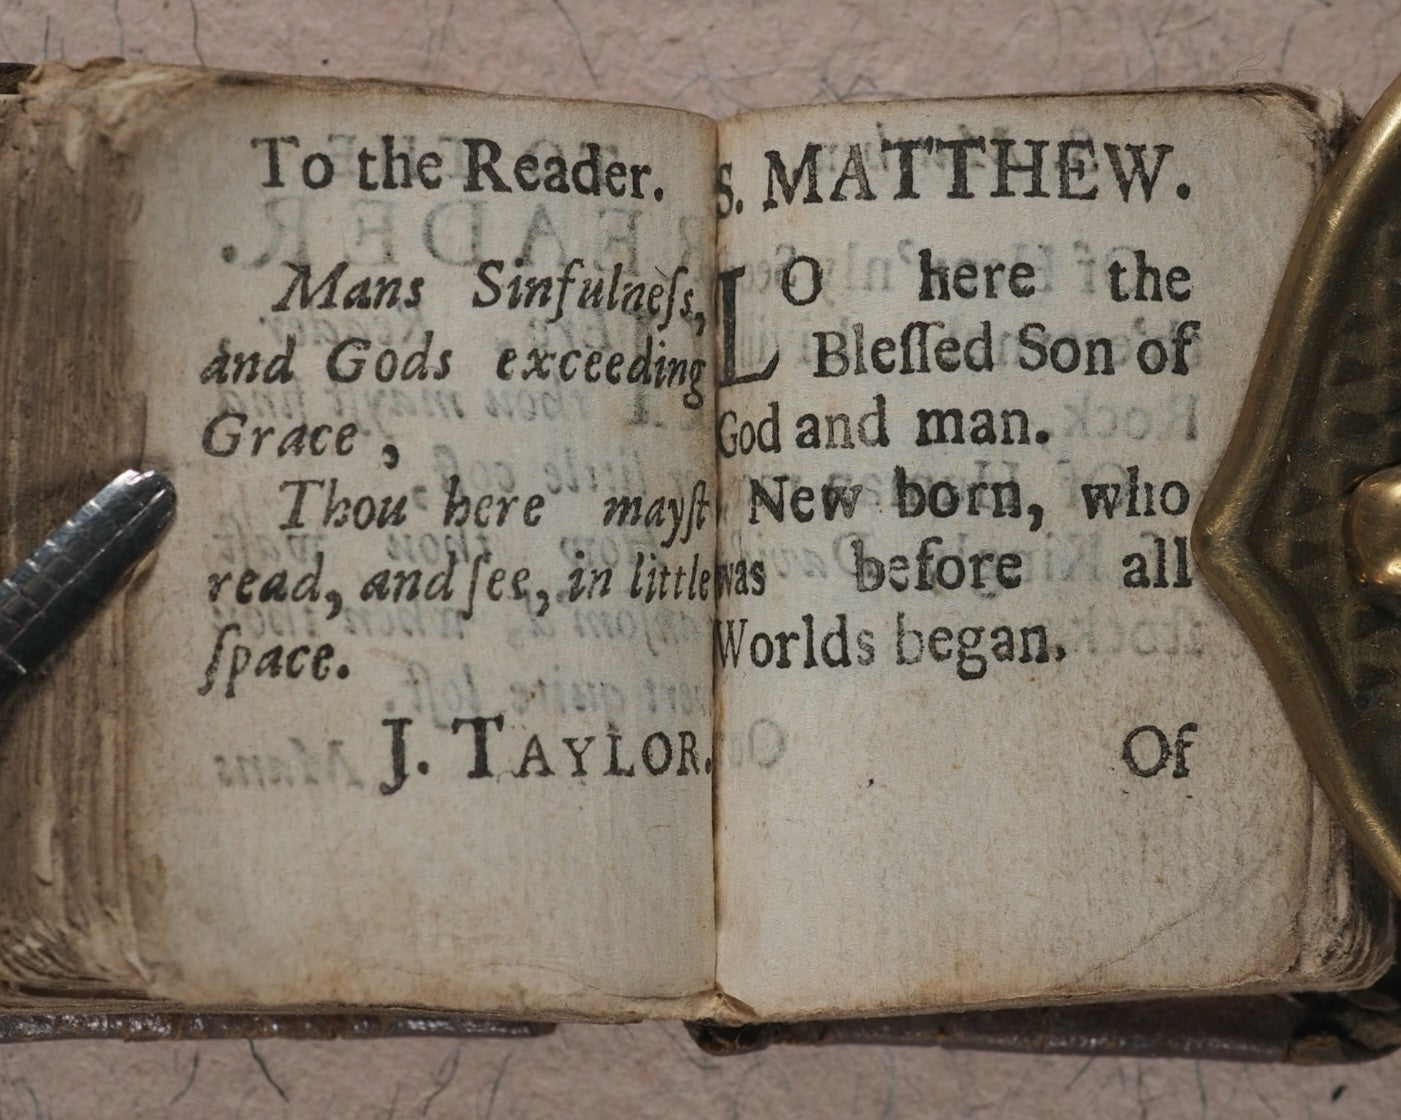 To the Reader.
Mans Sinfulneſs,
and Gods exceeding
Grace ,
Thou here mayſt
read, and ſee, in little
ſpace.
J. TAYLOR.
S. MATTHEW.
LO here the
Bleſſed Son of
God and man.
New born, who
was before all
Worlds began.
Of